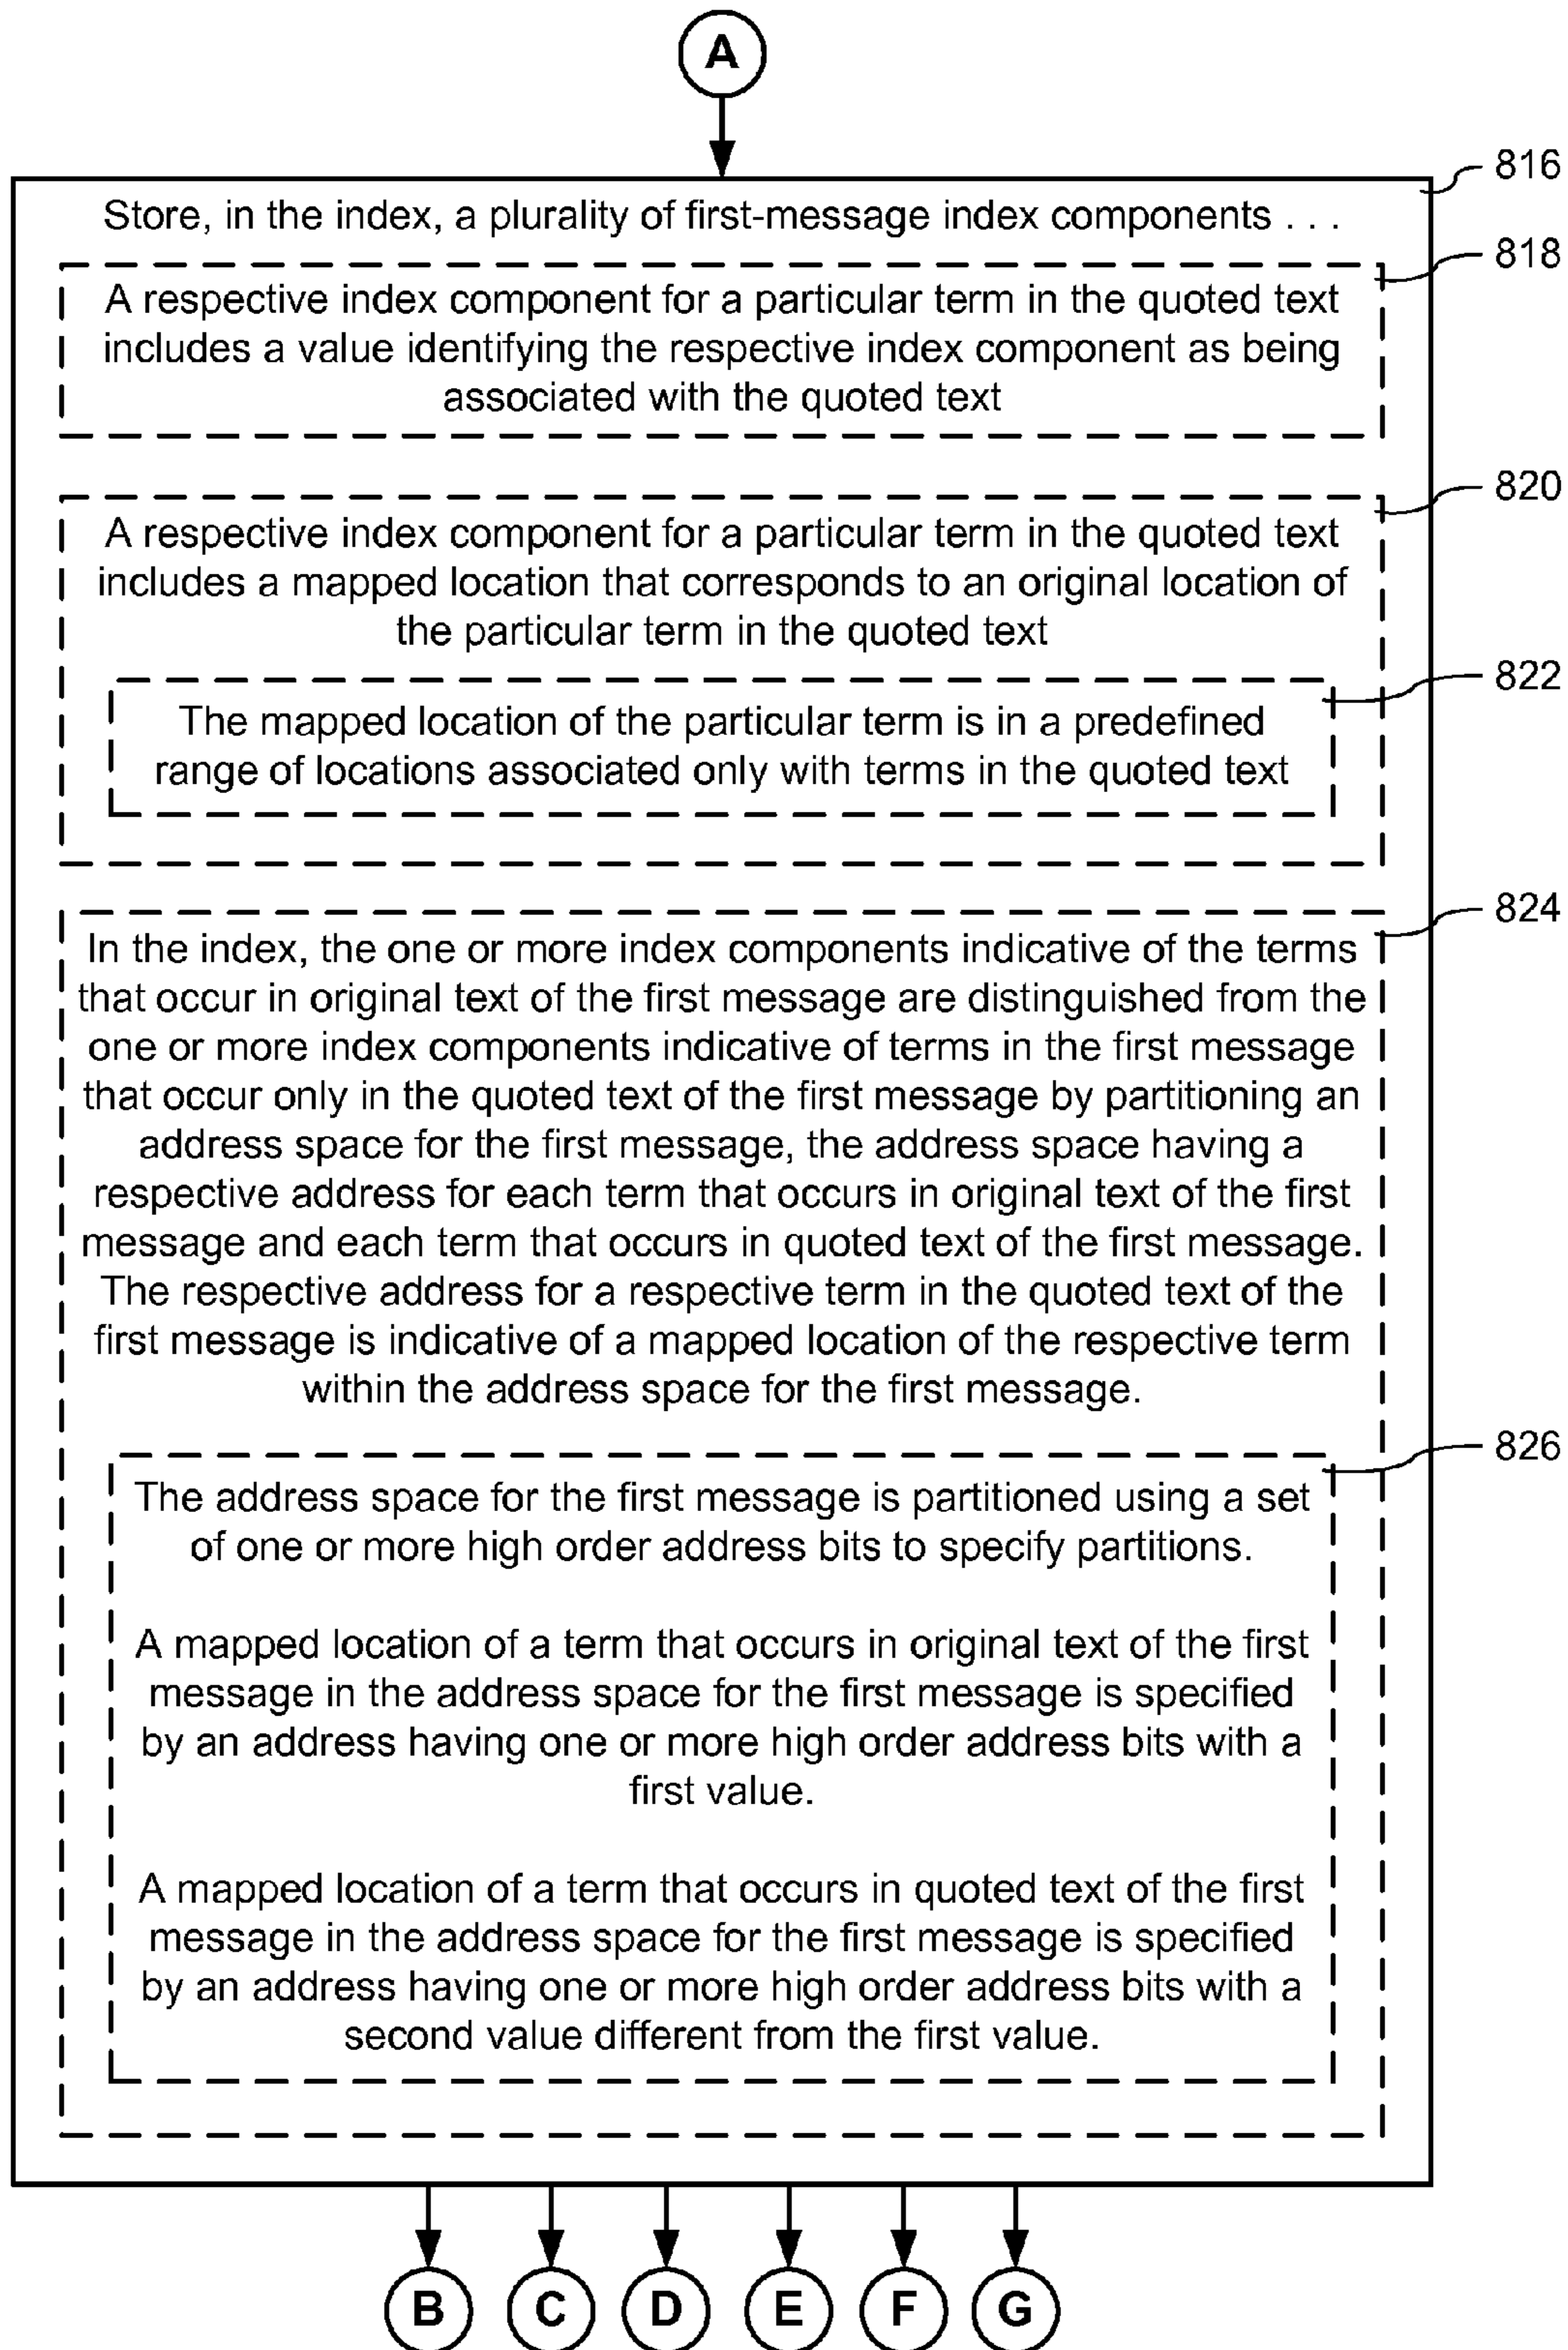 A
816
Store, in the index, a plurality of first-message index components . . .
818
A respective index component for a particular term in the quoted text
includes a value identifying the respective index component as being
associated with the quoted text
820
A respective index component for a particular term in the quoted text
includes a mapped location that corresponds to an original location of
the particular term in the quoted text
822
The mapped location of the particular term is in a predefined
range of locations associated only with terms in the quoted text
824
In the index, the one or more index components indicative of the terms
that occur in original text of the first message are distinguished from the
one or more index components indicative of terms in the first message
that occur only in the quoted text of the first message by partitioning an
address space for the first message, the address space having a
respective address for each term that occurs in original text of the first
message and each term that occurs in quoted text of the first message.
The respective address for a respective term in the quoted text of the
first message is indicative of a mapped location of the respective term
within the address space for the first message.
826
The address space for the first message is partitioned using a set
of one or more high order address bits to specify partitions.
A mapped location of a term that occurs in original text of the first
message in the address space for the first message is specified
by an address having one or more high order address bits with a
first value.
A mapped location of a term that occurs in quoted text of the first
message in the address space for the first message is specified
by an address having one or more high order address bits with a
second value different from the first value.
B C D E F G